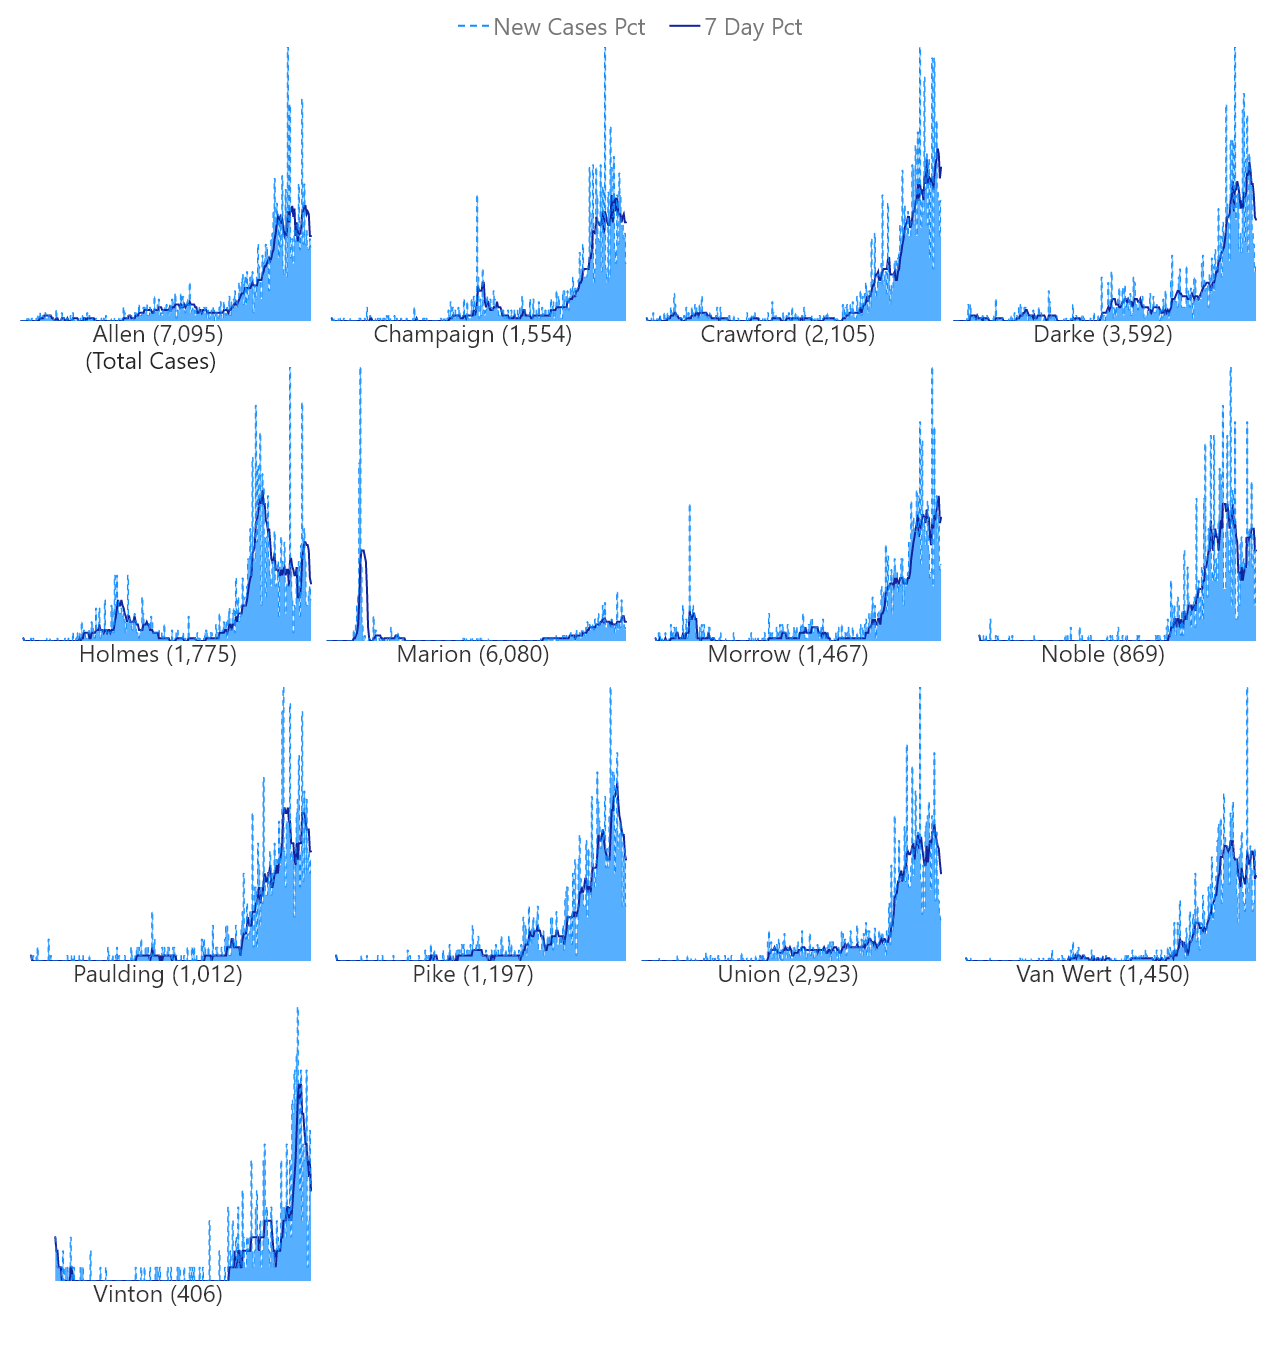 New Cases Pct 7 Day Pct
Allen (7,095) Champaign (1,554) Crawford (2,105) Darke (3,592)
(Total Cases)
Holmes (1,775) Marion (6,080) Morrow (1,467) Noble (869)
Paulding (1,012) Pike (1,197) Union (2,923) Van Wert (1,450)
Vinton (406)